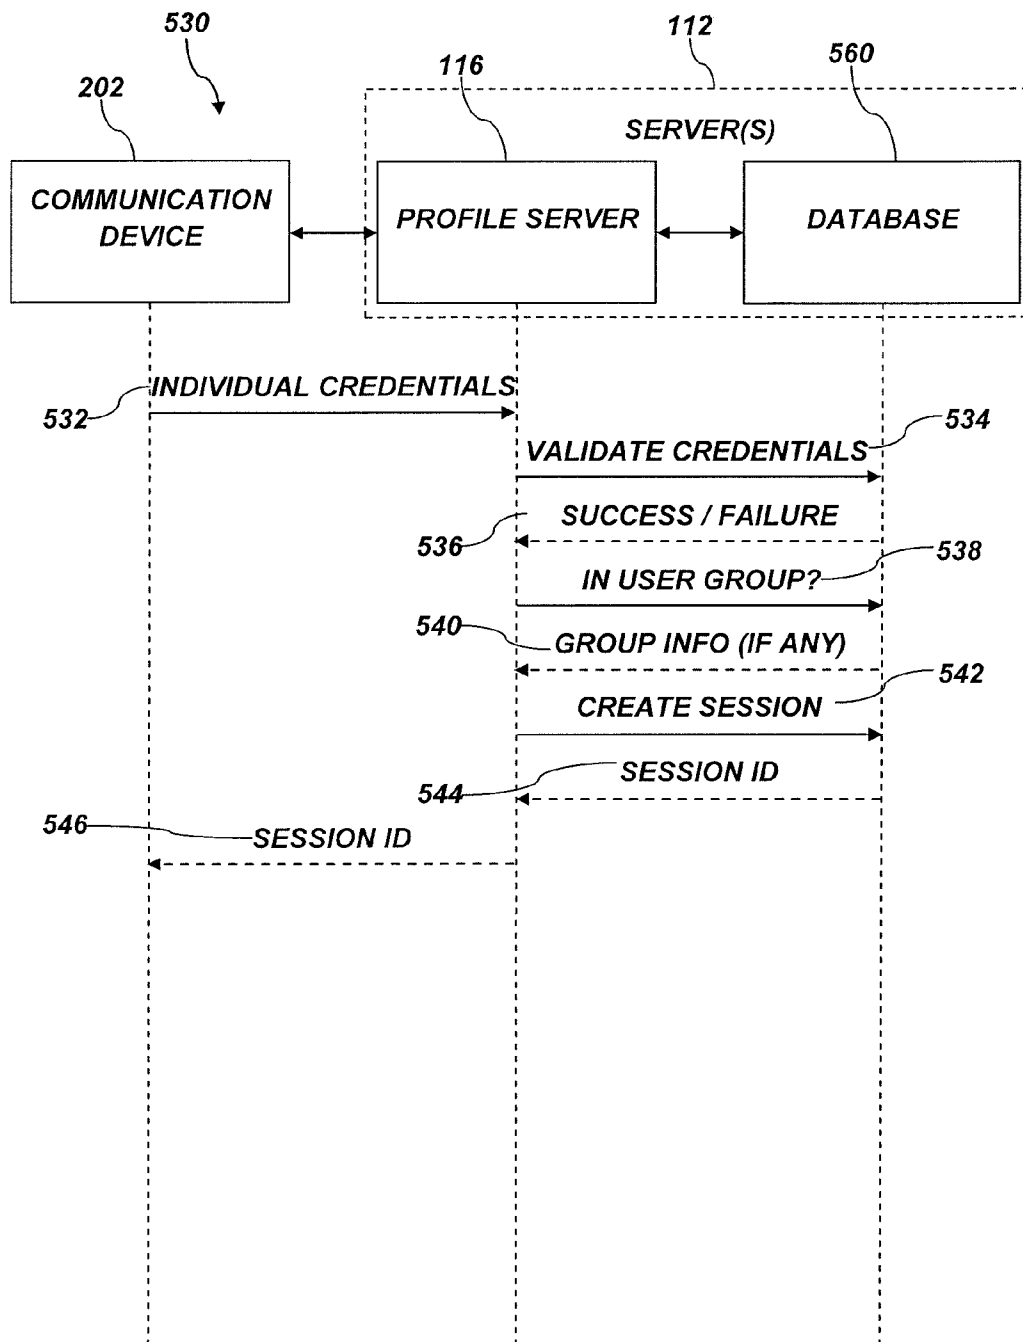 530
112
202
116
560
SERVER(S)
COMMUNICATION
DEVICE
PROFILE SERVER
DATABASE
INDIVIDUAL CREDENTIALS
532
534
VALIDATE CREDENTIALS
SUCCESS / FAILURE
536
538
IN USER GROUP?
540
GROUP INFO (IF ANY)
542
CREATE SESSION
SESSION ID
544
546
SESSION ID